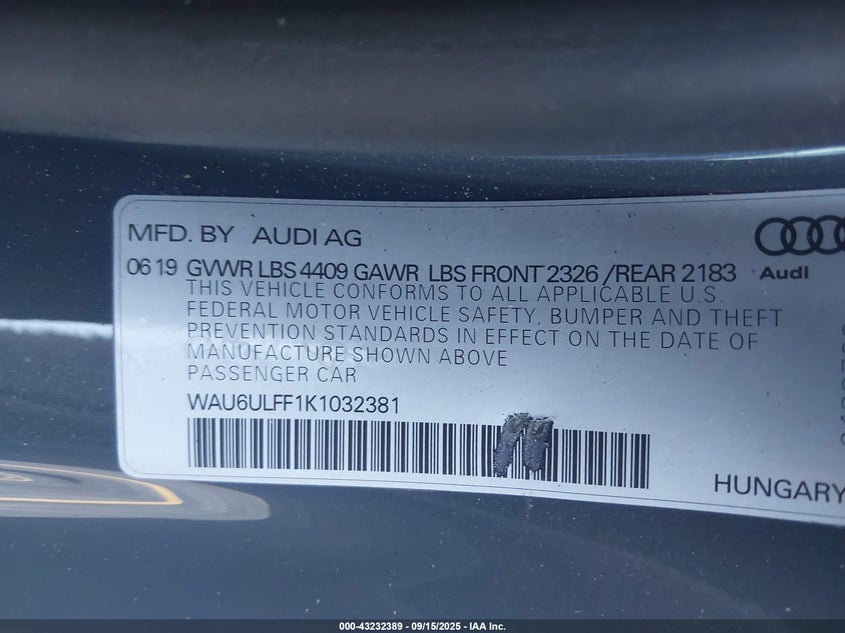 MFD. BY AUDI AG
06 19 GVWR LBS 4409 GAWR LBS FRONT 2326 /REAR 2183
Audi
THIS VEHICLE CONFORMS TO ALL APPLICABLE U.S.
FEDERAL MOTOR VEHICLE SAFETY, BUMPER AND THEFT
PREVENTION STANDARDS IN EFFECT ON THE DATE OF
MANUFACTURE SHOWN ABOVE
PASSENGER CAR
WAU6ULFF1K1032381
HUNGARY
000-43232389 - 09/15/2025 - IAA Inc.